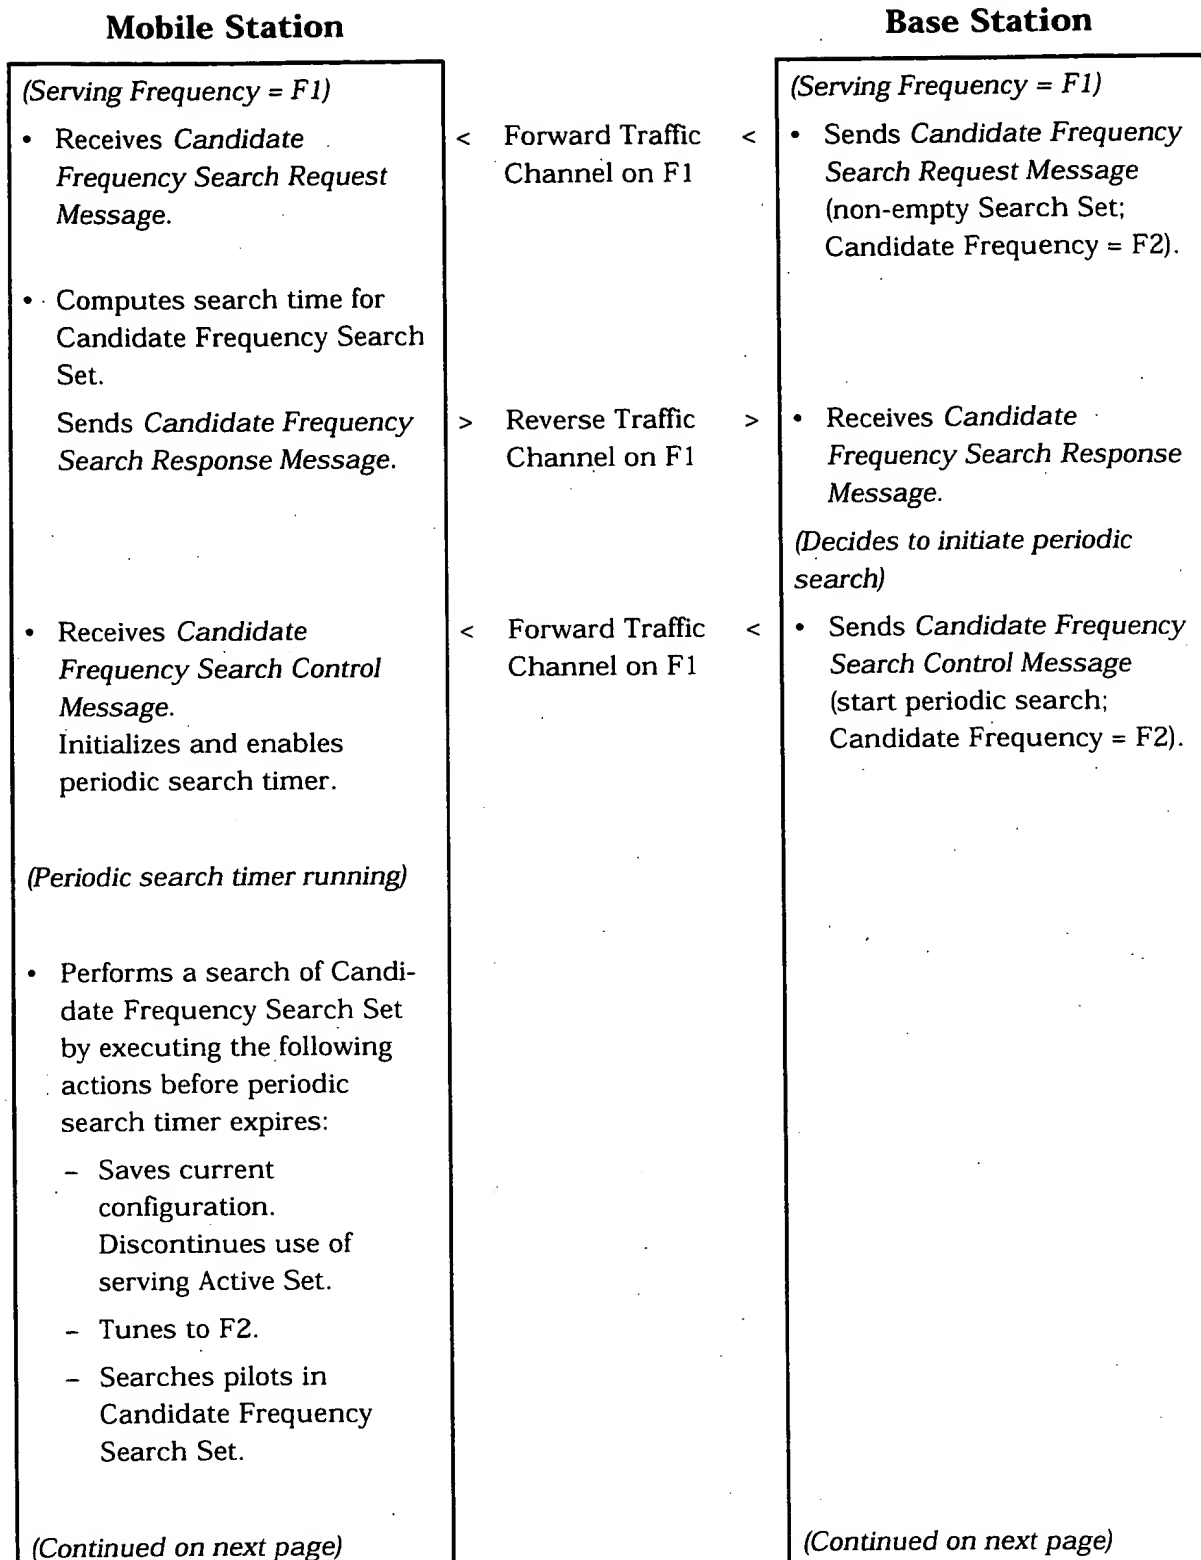 Mobile Station
Base Station
(Serving Frequency = F1)
(Serving Frequency = F1)
• Receives Candidate
Frequency Search Request
Message.
< Forward Traffic <
Channel on F1
• Sends Candidate Frequency
Search Request Message
(non-empty Search Set;
Candidate Frequency = F2).
• Computes search time for
Candidate Frequency Search
Set.
Sends Candidate Frequency
Search Response Message.
> Reverse Traffic >
Channel on F1
• Receives Candidate
Frequency Search Response
Message.
(Decides to initiate periodic
search)
• Receives Candidate
Frequency Search Control
Message.
Initializes and enables
periodic search timer.
< Forward Traffic <
Channel on F1
• Sends Candidate Frequency
Search Control Message
(start periodic search;
Candidate Frequency = F2).
(Periodic search timer running)
• Performs a search of Candi-
date Frequency Search Set
by executing the following
actions before periodic
search timer expires:
– Saves current
configuration.
Discontinues use of
serving Active Set.
– Tunes to F2.
– Searches pilots in
Candidate Frequency
Search Set.
(Continued on next page)
(Continued on next page)